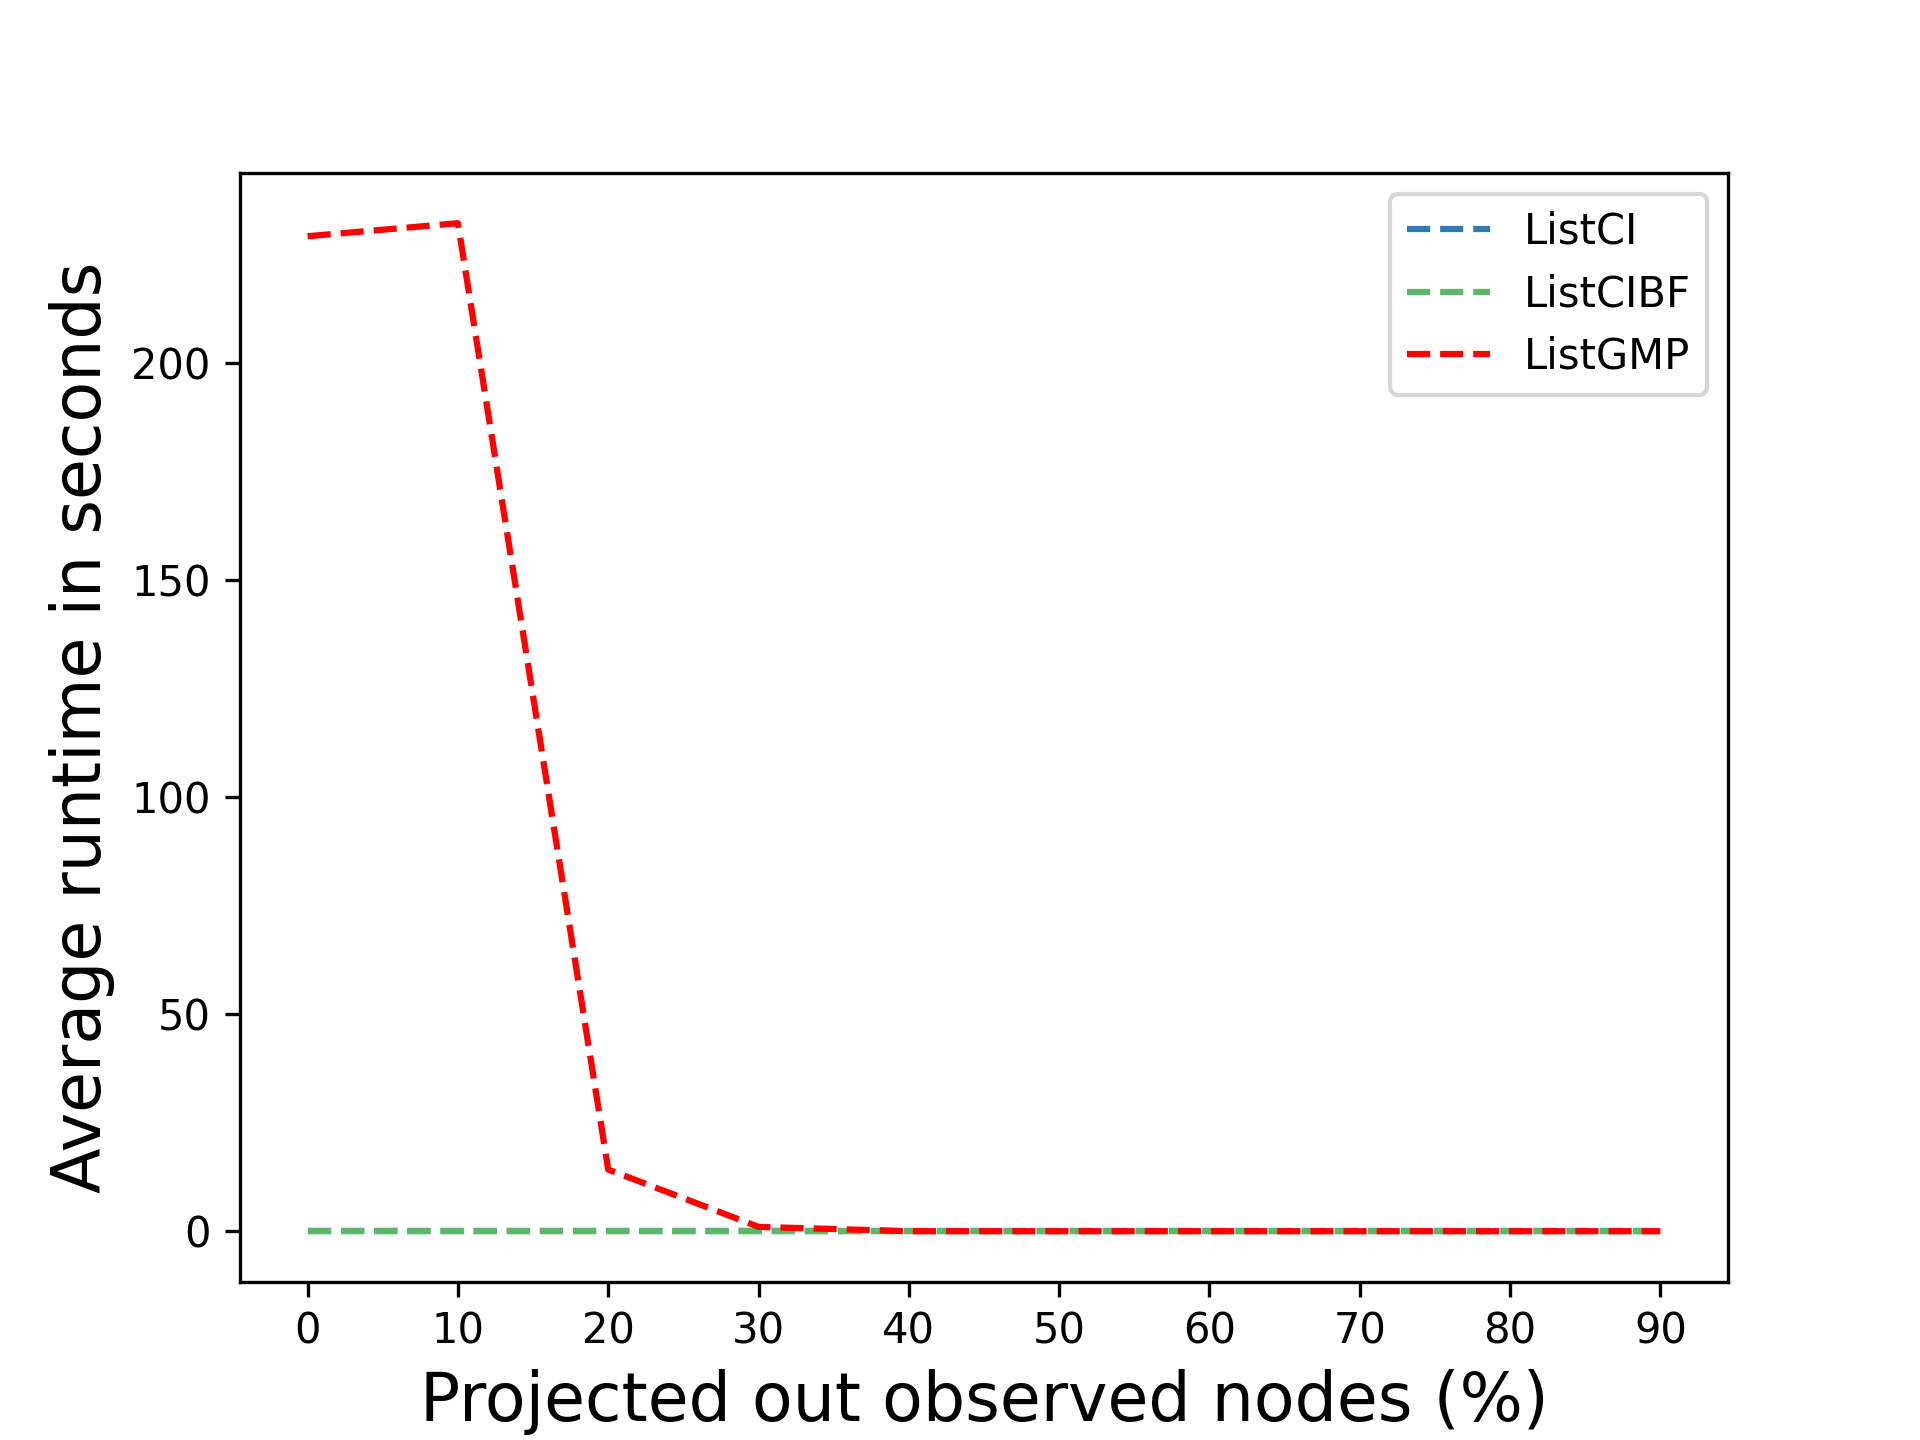 ListCI
ListCIBF
ListGMP
Average runtime in seconds
200
150
100
50
0
0 10 20 30 40 50 60 70 80 90
Projected out observed nodes (%)